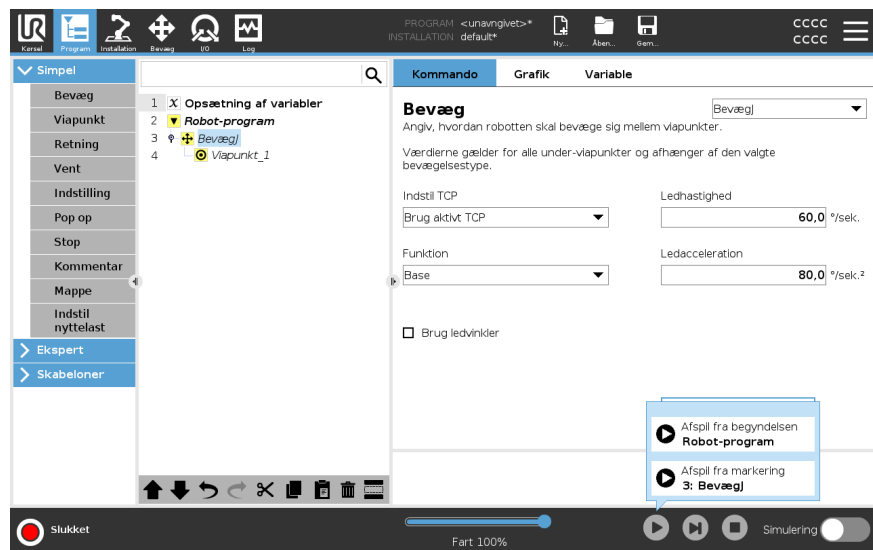 PROGRAM <unavngivet>*
INSTALLATION default*
cccc
cccc
Kørsel
Program
Installation
Bevæg
I/O
Log
Ny...
Åben...
Gem...
Simpel
Bevæg
Viapunkt
Retning
Vent
Indstilling
Pop op
Stop
Kommentar
Mappe
Indstil
nyttelast
Ekspert
Skabeloner
1 X Opsætning af variabler
2 Robot-program
3 BevægJ
4 Viapunkt_1
Kommando
Grafik
Variable
Bevæg
BevægJ
Angiv, hvordan robotten skal bevæge sig mellem viapunkter.
Værdierne gælder for alle under-viapunkter og afhænger af den valgte
bevægelsestype.
Indstil TCP
Ledhastighed
Brug aktivt TCP
60,0 °/sek.
Funktion
Ledacceleration
Base
80,0 °/sek.²
Brug ledvinkler
Afspil fra begyndelsen
Robot-program
Afspil fra markering
3: BevægJ
Slukket
Fart 100%
Simulering